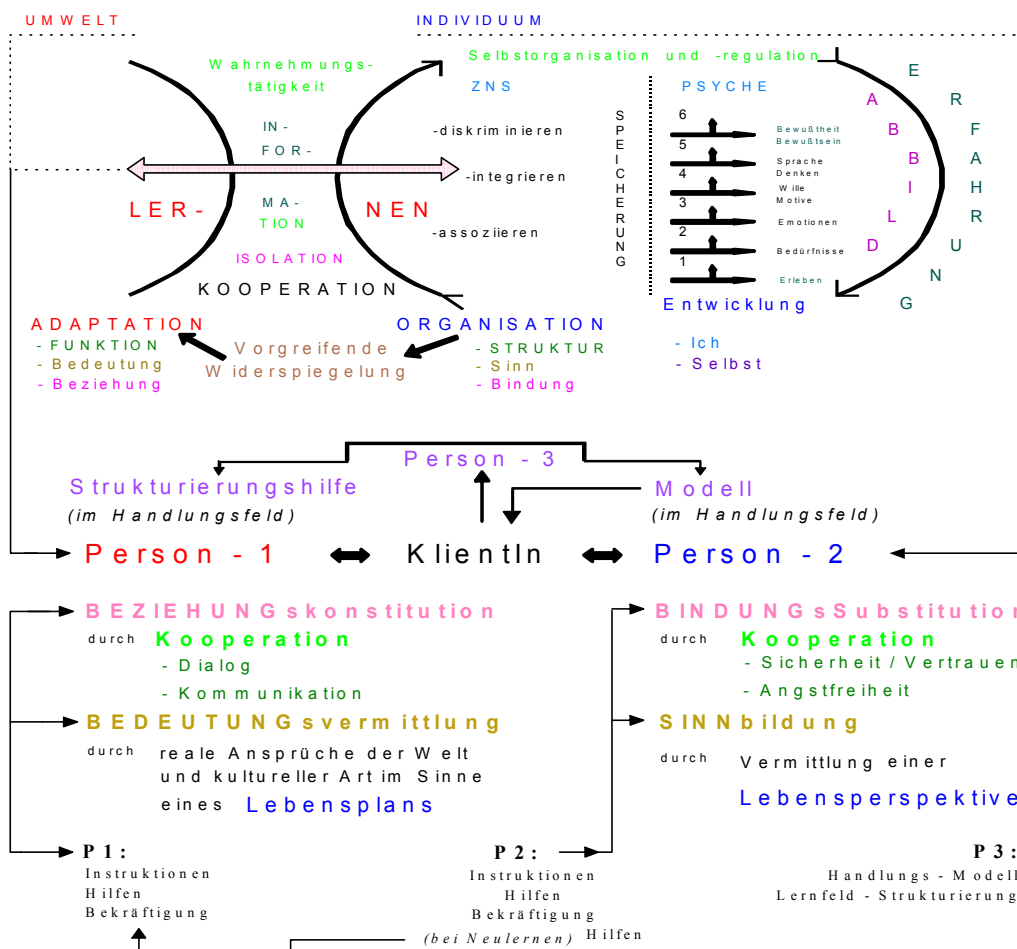 UMWELT
INDIVIDUUM
Wahrnehmungs-
tätigkeit
Selbstorganisation und -regulation
ZNS
PSYCHE
IN-
FOR-
MA-
TION
LER-
NEN
ISOLATION
KOOPERATION
-diskriminieren
-integrieren
-assoziieren
SPEICHERUNG
6
Bewußtheit
Bewußtsein
5
Sprache
Denken
4
Wille
Motive
3
Emotionen
2
Bedürfnisse
1
Erleben
ABBILD
ERFAHRUNG
Entwicklung
- Ich
- Selbst
ADAPTATION
- FUNKTION
- Bedeutung
- Beziehung
Vorgreifende
Widerspiegelung
ORGANISATION
- STRUKTUR
- Sinn
- Bindung
Person - 3
Strukturierungshilfe
(im Handlungsfeld)
Modell
(im Handlungsfeld)
Person - 1
KlientIn
Person - 2
BEZIEHUNGskonstitution
durch Kooperation
- Dialog
- Kommunikation
BEDEUTUNGsvermittlung
durch reale Ansprüche der Welt
und kultureller Art im Sinne
eines Lebensplans
BINDUNGsSubstitution
durch Kooperation
- Sicherheit / Vertrauen
- Angstfreiheit
SINNbildung
durch Vermittlung einer
Lebensperspektive
P1:
Instruktionen
Hilfen
Bekräftigung
P2:
Instruktionen
Hilfen
Bekräftigung
(bei Neulernen) Hilfen
P3:
Handlungs - Modell
Lernfeld - Strukturierung